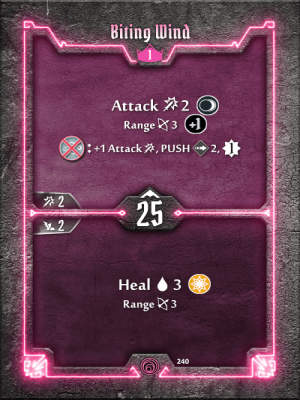 Biting Wind
1
Attack 2
Range 3 +1
: +1 Attack, PUSH 2, 1
2
25
2
Heal 3
Range 3
240